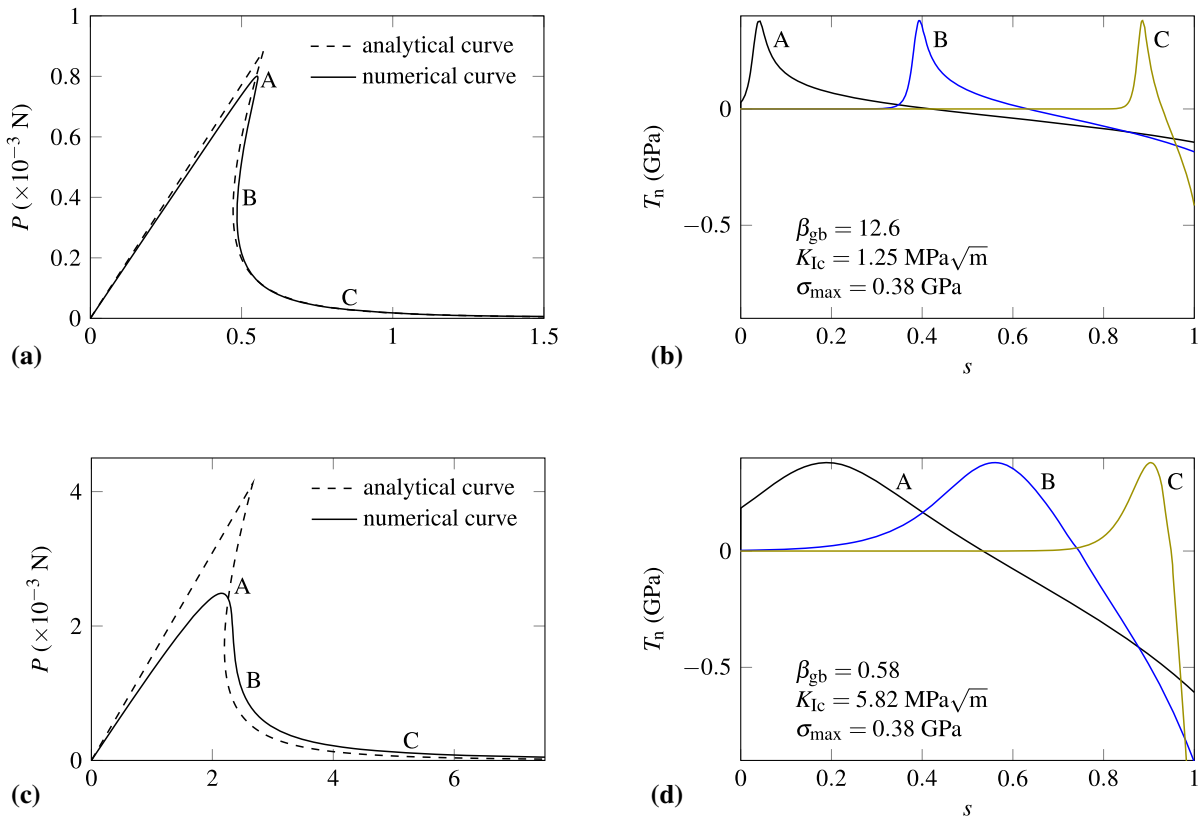 1
0.8
0.6
0.4
0.2
0
P (×10⁻³ N)
analytical curve
numerical curve
A
B
C
0
0.5
1
1.5
(a)
0
−0.5
Tₙ (GPa)
A
B
C
β_gb = 12.6
K_Ic = 1.25 MPa√m
σ_max = 0.38 GPa
0
0.2
0.4
0.6
0.8
1
s
(b)
4
2
0
P (×10⁻³ N)
analytical curve
numerical curve
A
B
C
0
2
4
6
(c)
0
−0.5
Tₙ (GPa)
A
B
C
β_gb = 0.58
K_Ic = 5.82 MPa√m
σ_max = 0.38 GPa
0
0.2
0.4
0.6
0.8
1
s
(d)